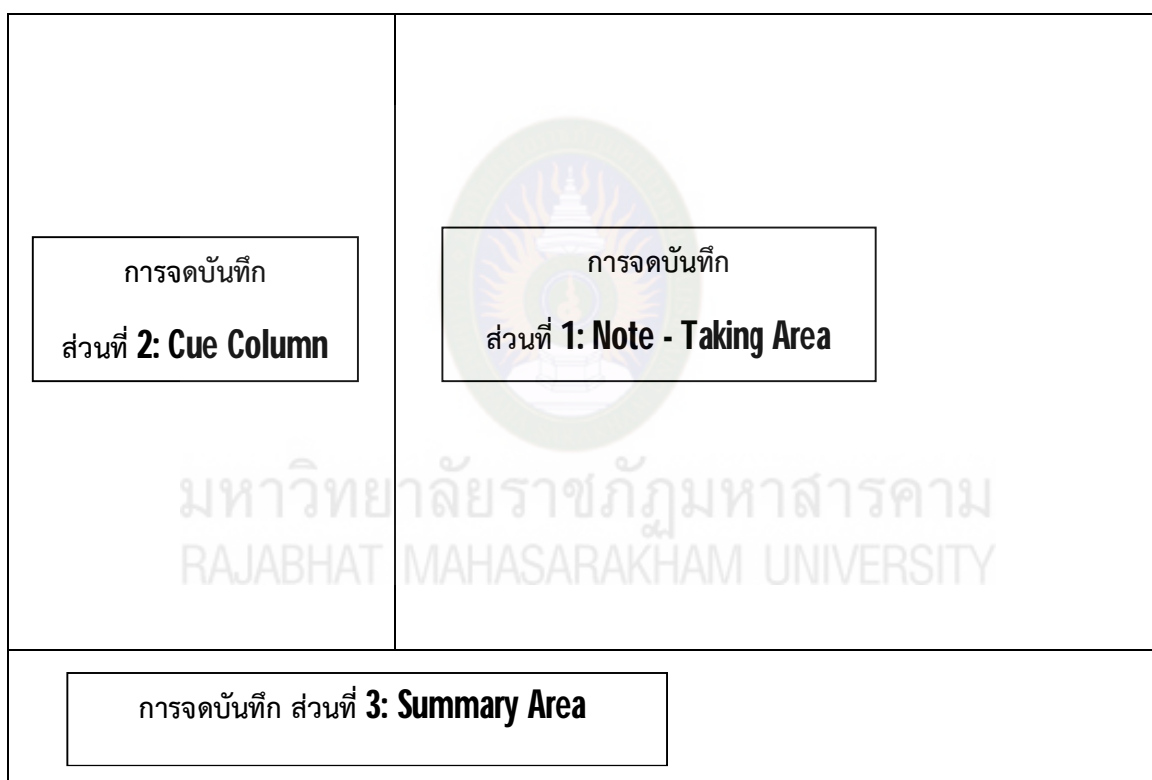 การจดบันทึก
ส่วนที่ 2: Cue Column
การจดบันทึก
ส่วนที่ 1: Note - Taking Area
มหาวิทยาลัยราชภัฏมหาสารคาม
RAJABHAT MAHASARAKHAM UNIVERSITY
การจดบันทึก ส่วนที่ 3: Summary Area